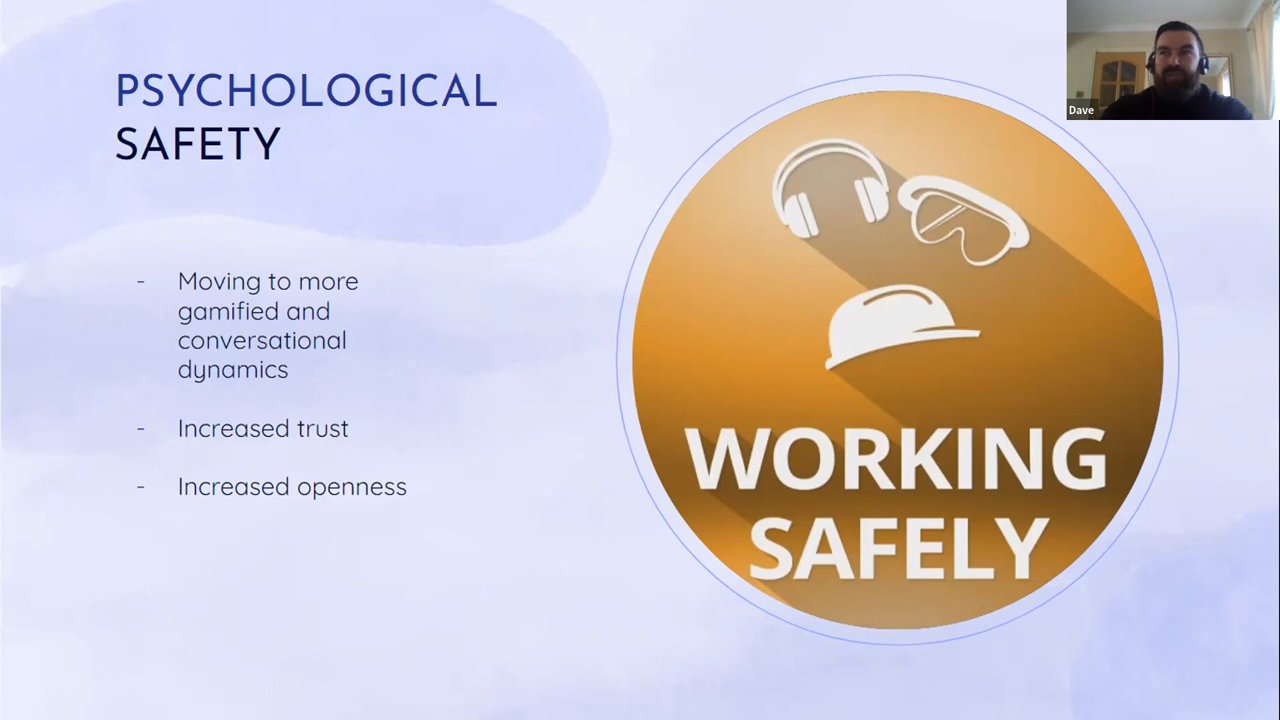 PSYCHOLOGICAL
SAFETY
- Moving to more
gamified and
conversational
dynamics
- Increased trust
- Increased openness
WORKING
SAFELY
Dave